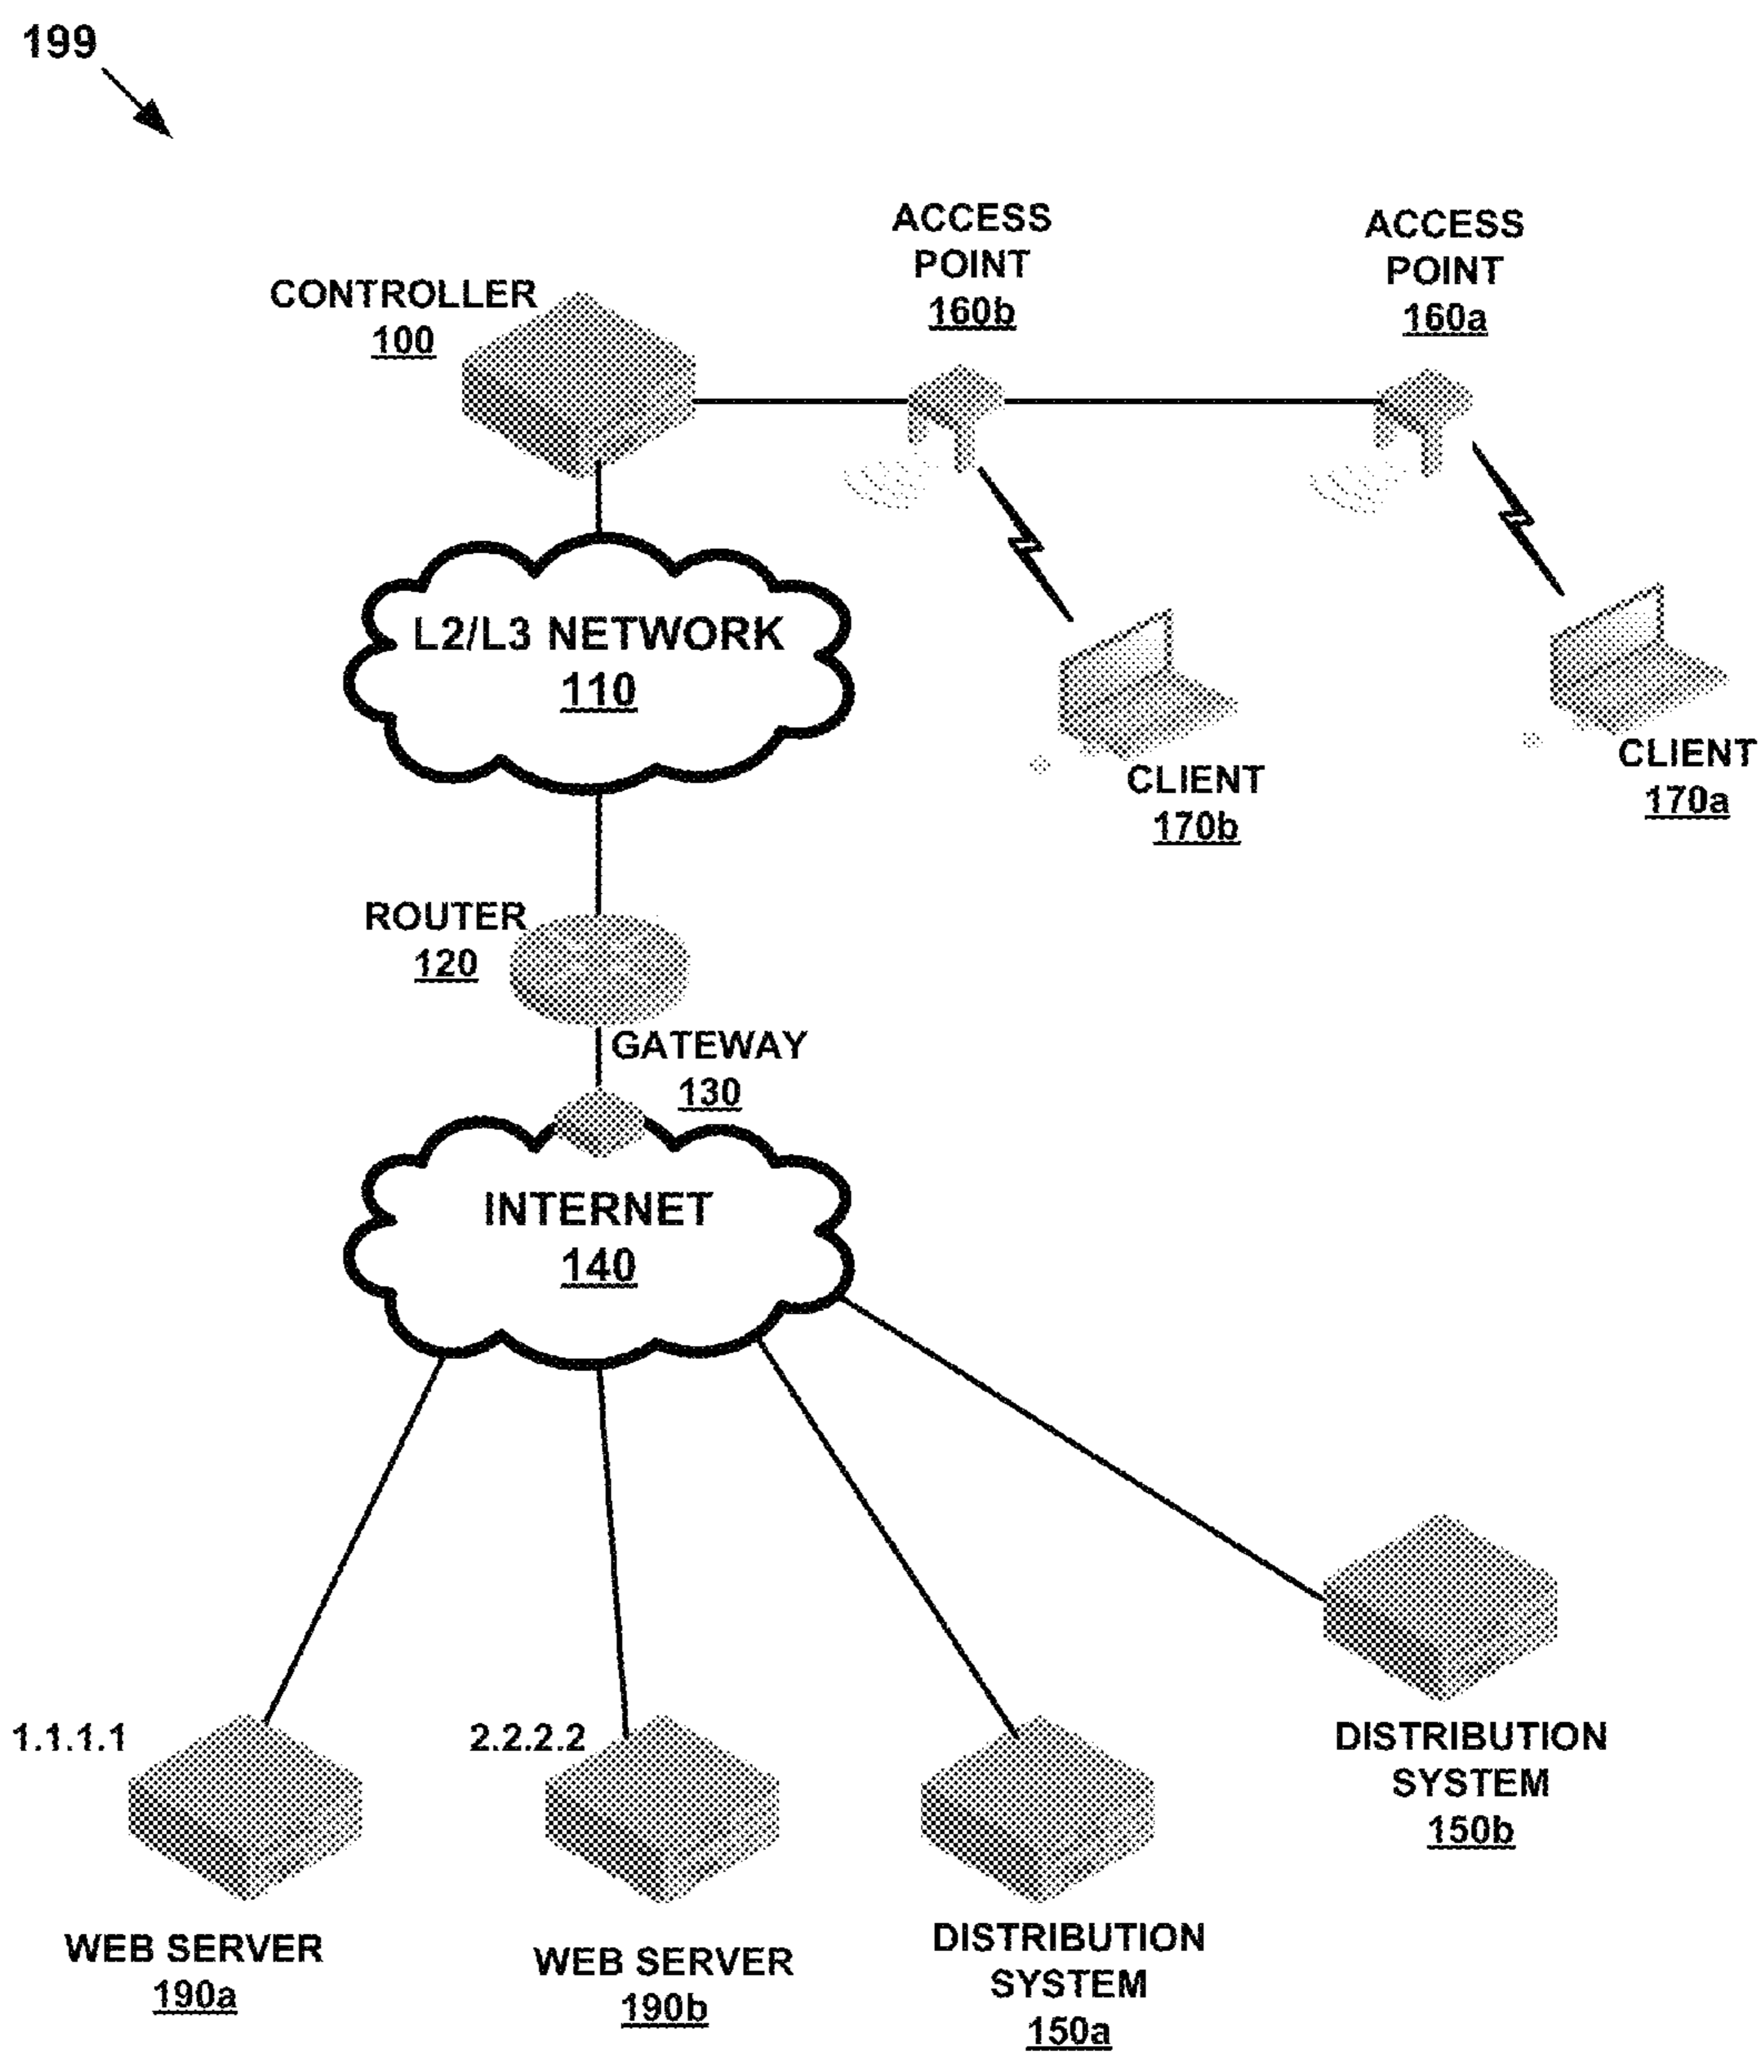 199
ACCESS
POINT
160b
ACCESS
POINT
160a
CONTROLLER
100
L2/L3 NETWORK
110
CLIENT
170b
CLIENT
170a
ROUTER
120
GATEWAY
130
INTERNET
140
1.1.1.1
2.2.2.2
WEB SERVER
190a
WEB SERVER
190b
DISTRIBUTION
SYSTEM
150a
DISTRIBUTION
SYSTEM
150b